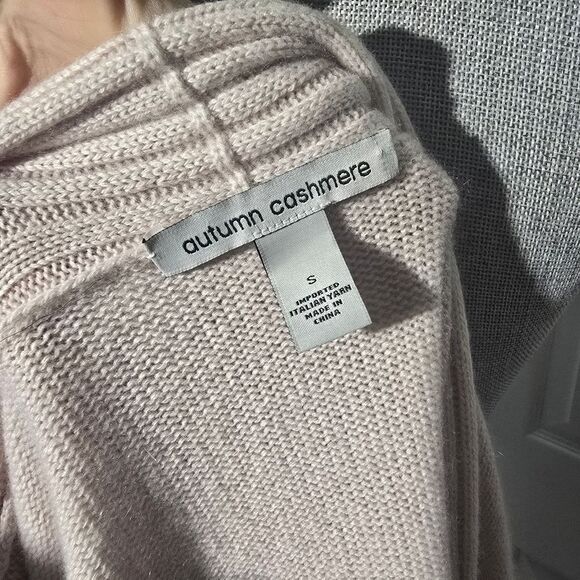 autumn cashmere
S
IMPORTED
ITALIAN YARN
MADE IN
CHINA